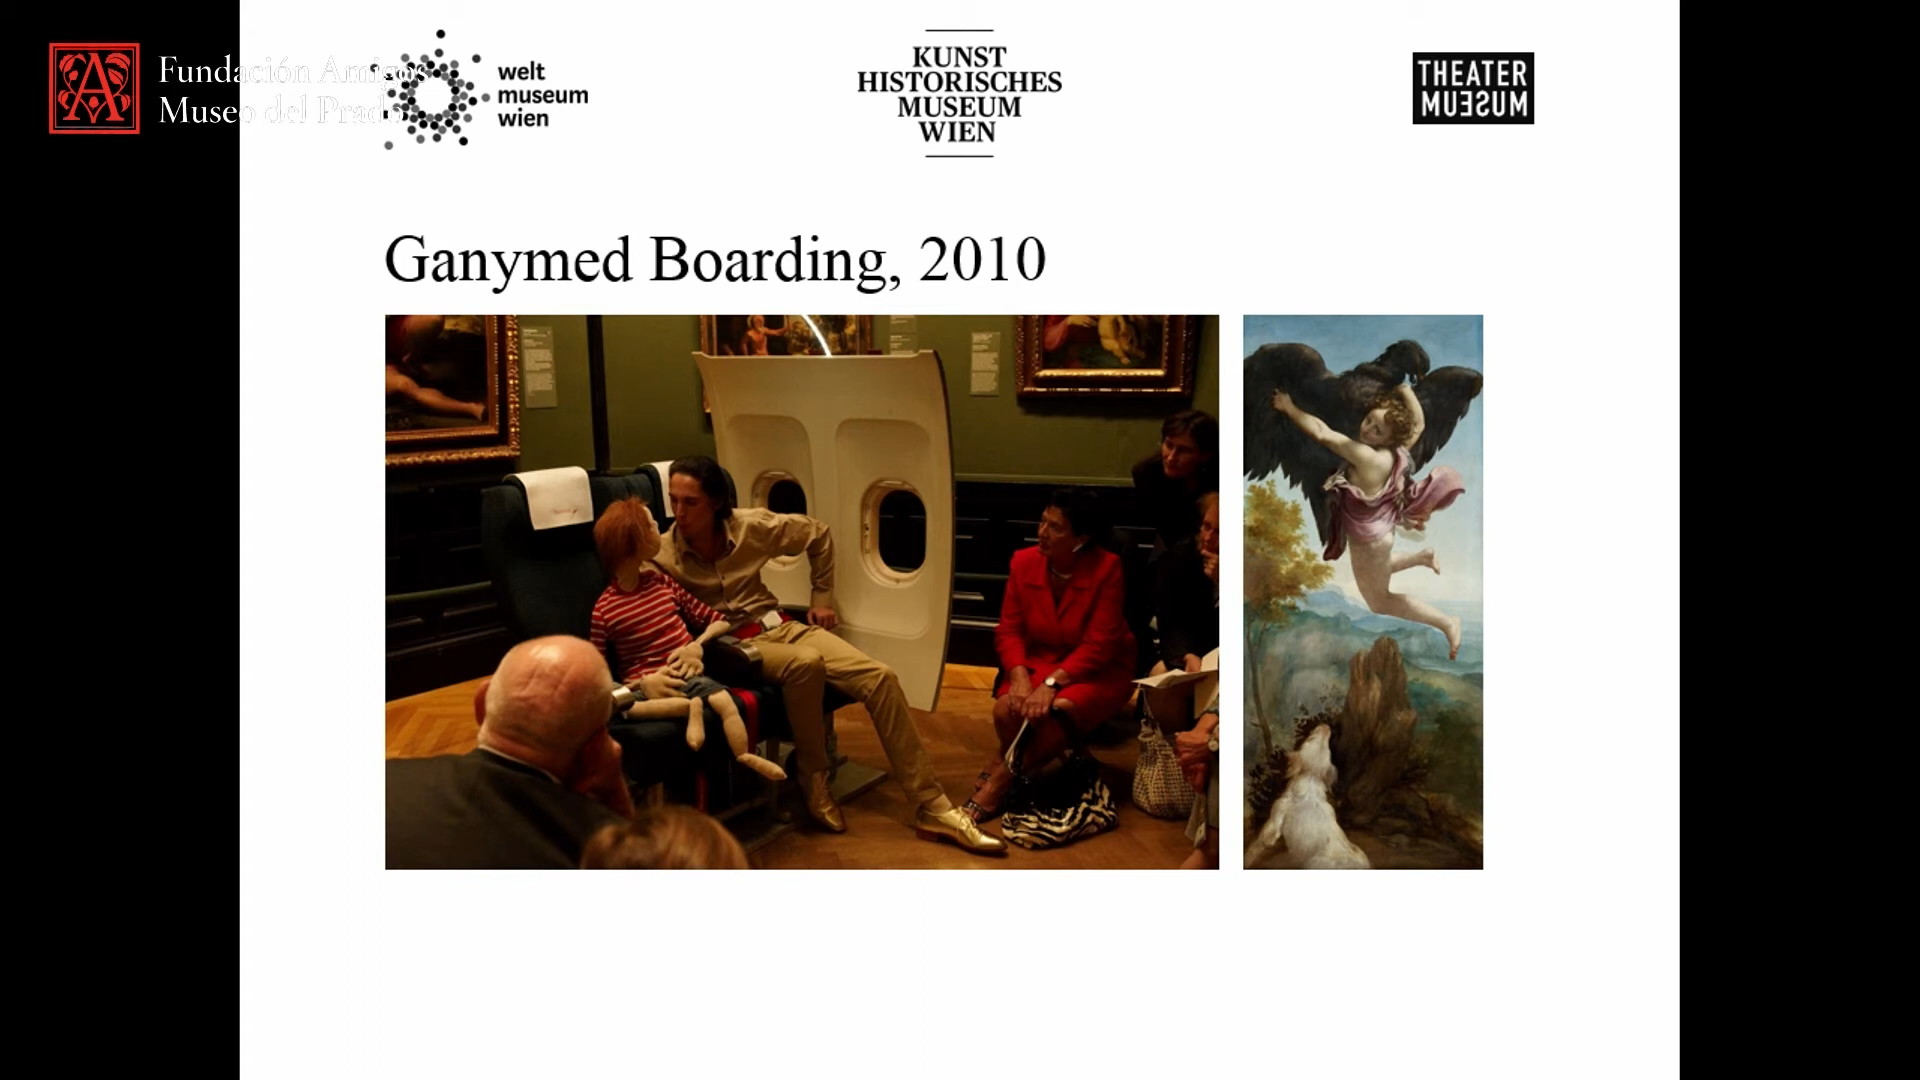 Fundación Amigos
Museo del Prado
welt
museum
wien
KUNST
HISTORISCHES
MUSEUM
WIEN
THEATER
MUSEUM
Ganymed Boarding, 2010